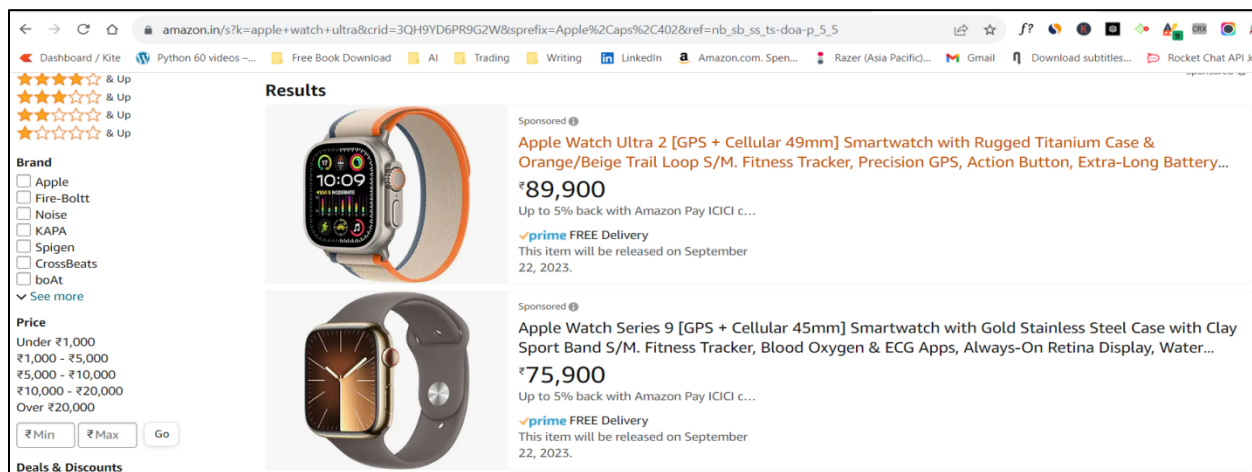 amazon.in/s?k=apple+watch+ultra&crid=3QH9YD6PR9G2W&sprefix=Apple%2Caps%2C402&ref=nb_sb_ss_ts-doa-p_5_5
Dashboard / Kite Python 60 videos –... Free Book Download AI Trading Writing LinkedIn Amazon.com. Spen... Razer (Asia Pacific)... Gmail Download subtitles... Rocket Chat API
& Up
& Up
& Up
& Up
Brand
Apple
Fire-Boltt
Noise
KAPA
Spigen
CrossBeats
boAt
See more
Price
Under ₹1,000
₹1,000 - ₹5,000
₹5,000 - ₹10,000
₹10,000 - ₹20,000
Over ₹20,000
₹ Min ₹ Max Go
Deals & Discounts
Results
Sponsored
Apple Watch Ultra 2 [GPS + Cellular 49mm] Smartwatch with Rugged Titanium Case &
Orange/Beige Trail Loop S/M. Fitness Tracker, Precision GPS, Action Button, Extra-Long Battery...
₹89,900
Up to 5% back with Amazon Pay ICICI c...
prime FREE Delivery
This item will be released on September
22, 2023.
10:09
Sponsored
Apple Watch Series 9 [GPS + Cellular 45mm] Smartwatch with Gold Stainless Steel Case with Clay
Sport Band S/M. Fitness Tracker, Blood Oxygen & ECG Apps, Always-On Retina Display, Water...
₹75,900
Up to 5% back with Amazon Pay ICICI c...
prime FREE Delivery
This item will be released on September
22, 2023.